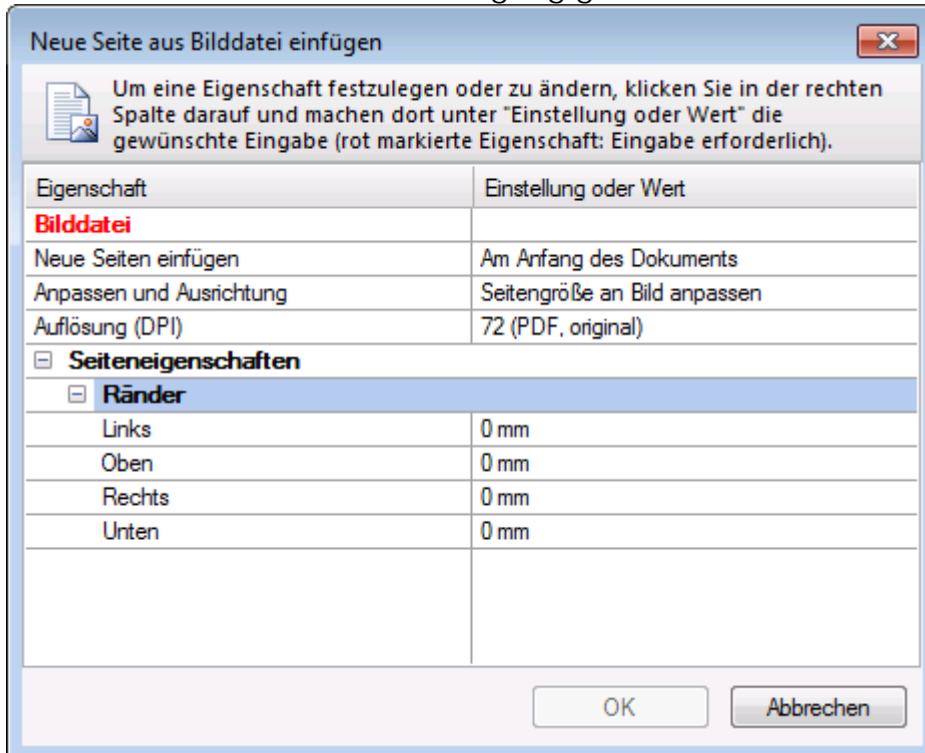 Neue Seite aus Bilddatei einfügen
Um eine Eigenschaft festzulegen oder zu ändern, klicken Sie in der rechten
Spalte darauf und machen dort unter "Einstellung oder Wert" die
gewünschte Eingabe (rot markierte Eigenschaft: Eingabe erforderlich).
Eigenschaft Einstellung oder Wert
Bilddatei
Neue Seiten einfügen Am Anfang des Dokuments
Anpassen und Ausrichtung Seitengröße an Bild anpassen
Auflösung (DPI) 72 (PDF, original)
Seiteneigenschaften
Ränder
Links 0 mm
Oben 0 mm
Rechts 0 mm
Unten 0 mm
OK Abbrechen